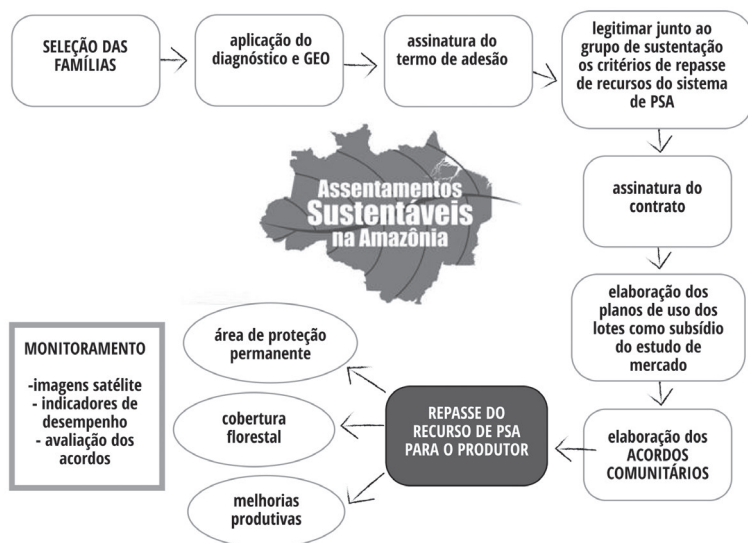 SELEÇÃO DAS
FAMÍLIAS
aplicação do
diagnóstico e GEO
assinatura do
termo de adesão
legitimar junto ao
grupo de sustentação
os critérios de repasse
de recursos do sistema
de PSA
assinatura do
contrato
elaboração dos
planos de uso dos
lotes como subsídio
do estudo de
mercado
elaboração dos
ACORDOS
COMUNITÁRIOS
REPASSE DO
RECURSO DE PSA
PARA O PRODUTOR
área de proteção
permanente
cobertura
florestal
melhorias
produtivas
MONITORAMENTO
-imagens satélite
- indicadores de
desempenho
- avaliação dos
acordos
Assentamentos
Sustentáveis
na Amazônia